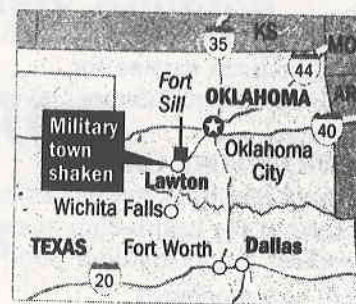 35
KS
MO
44
Fort
Sill
OKLAHOMA
AR
40
Military
town
shaken
Oklahoma
City
Lawton
Wichita Falls
TEXAS
Fort Worth
Dallas
20